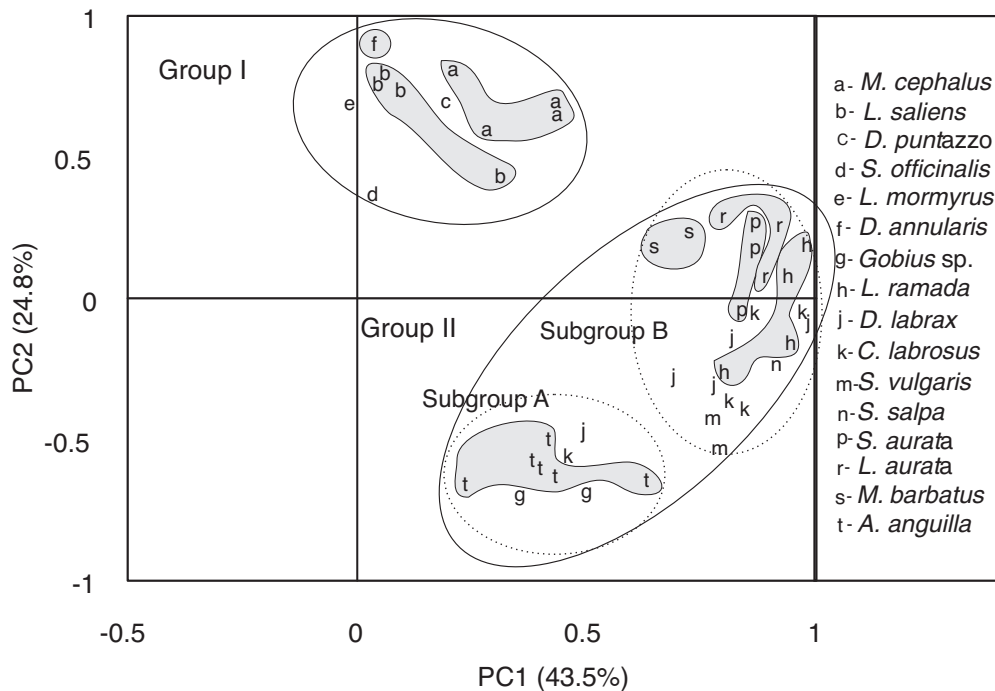 1
0.5
0
-0.5
-1
PC2 (24.8%)
-0.5
0
0.5
1
PC1 (43.5%)
Group I
f
b
b
b
b
a
a
a
a
c
e
d
Group II
Subgroup B
s
s
r
r
r
p
p
p
k
h
h
h
h
k
j
j
j
j
n
k
k
m
m
Subgroup A
t
t
t
t
t
t
j
k
g
g
a- M. cephalus
b- L. saliens
c- D. puntazzo
d- S. officinalis
e- L. mormyrus
f- D. annularis
g- Gobius sp.
h- L. ramada
j- D. labrax
k- C. labrosus
m-S. vulgaris
n-S. salpa
p-S. aurata
r- L. aurata
s- M. barbatus
t- A. anguilla